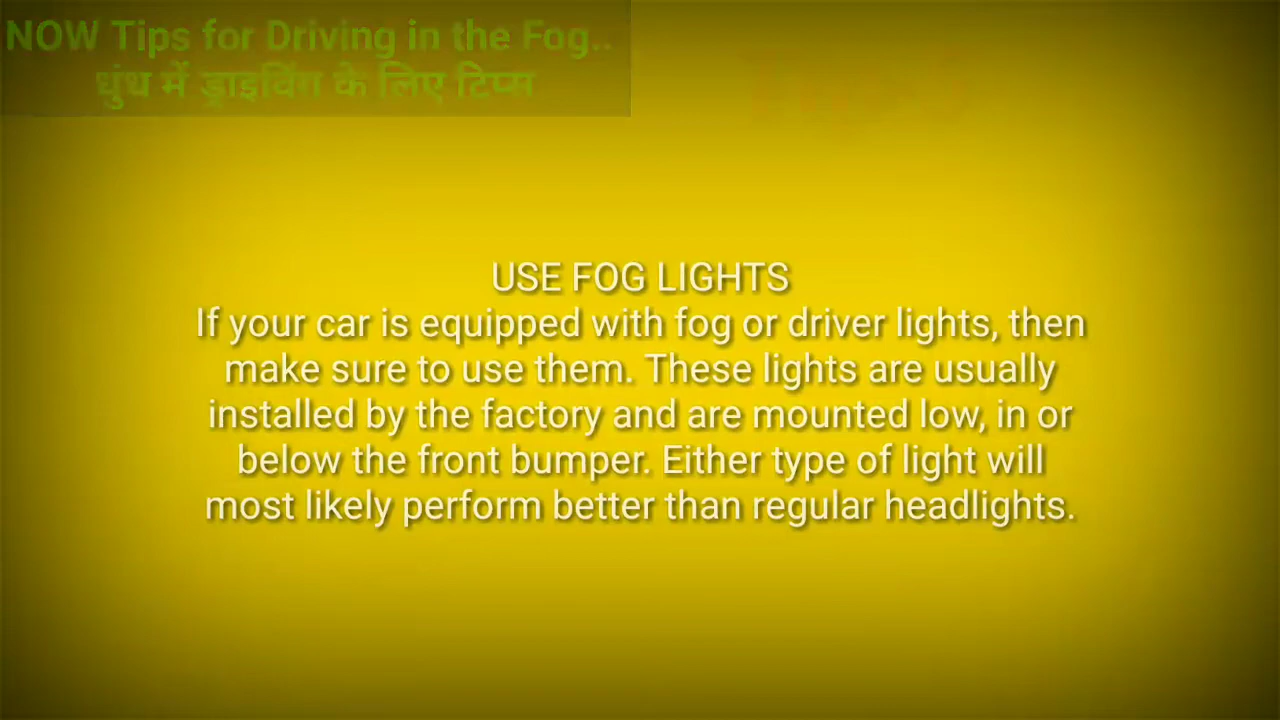 NOW Tips for Driving in the Fog..
धुंध में ड्राइविंग के लिए टिप्स
USE FOG LIGHTS
If your car is equipped with fog or driver lights, then
make sure to use them. These lights are usually
installed by the factory and are mounted low, in or
below the front bumper. Either type of light will
most likely perform better than regular headlights.